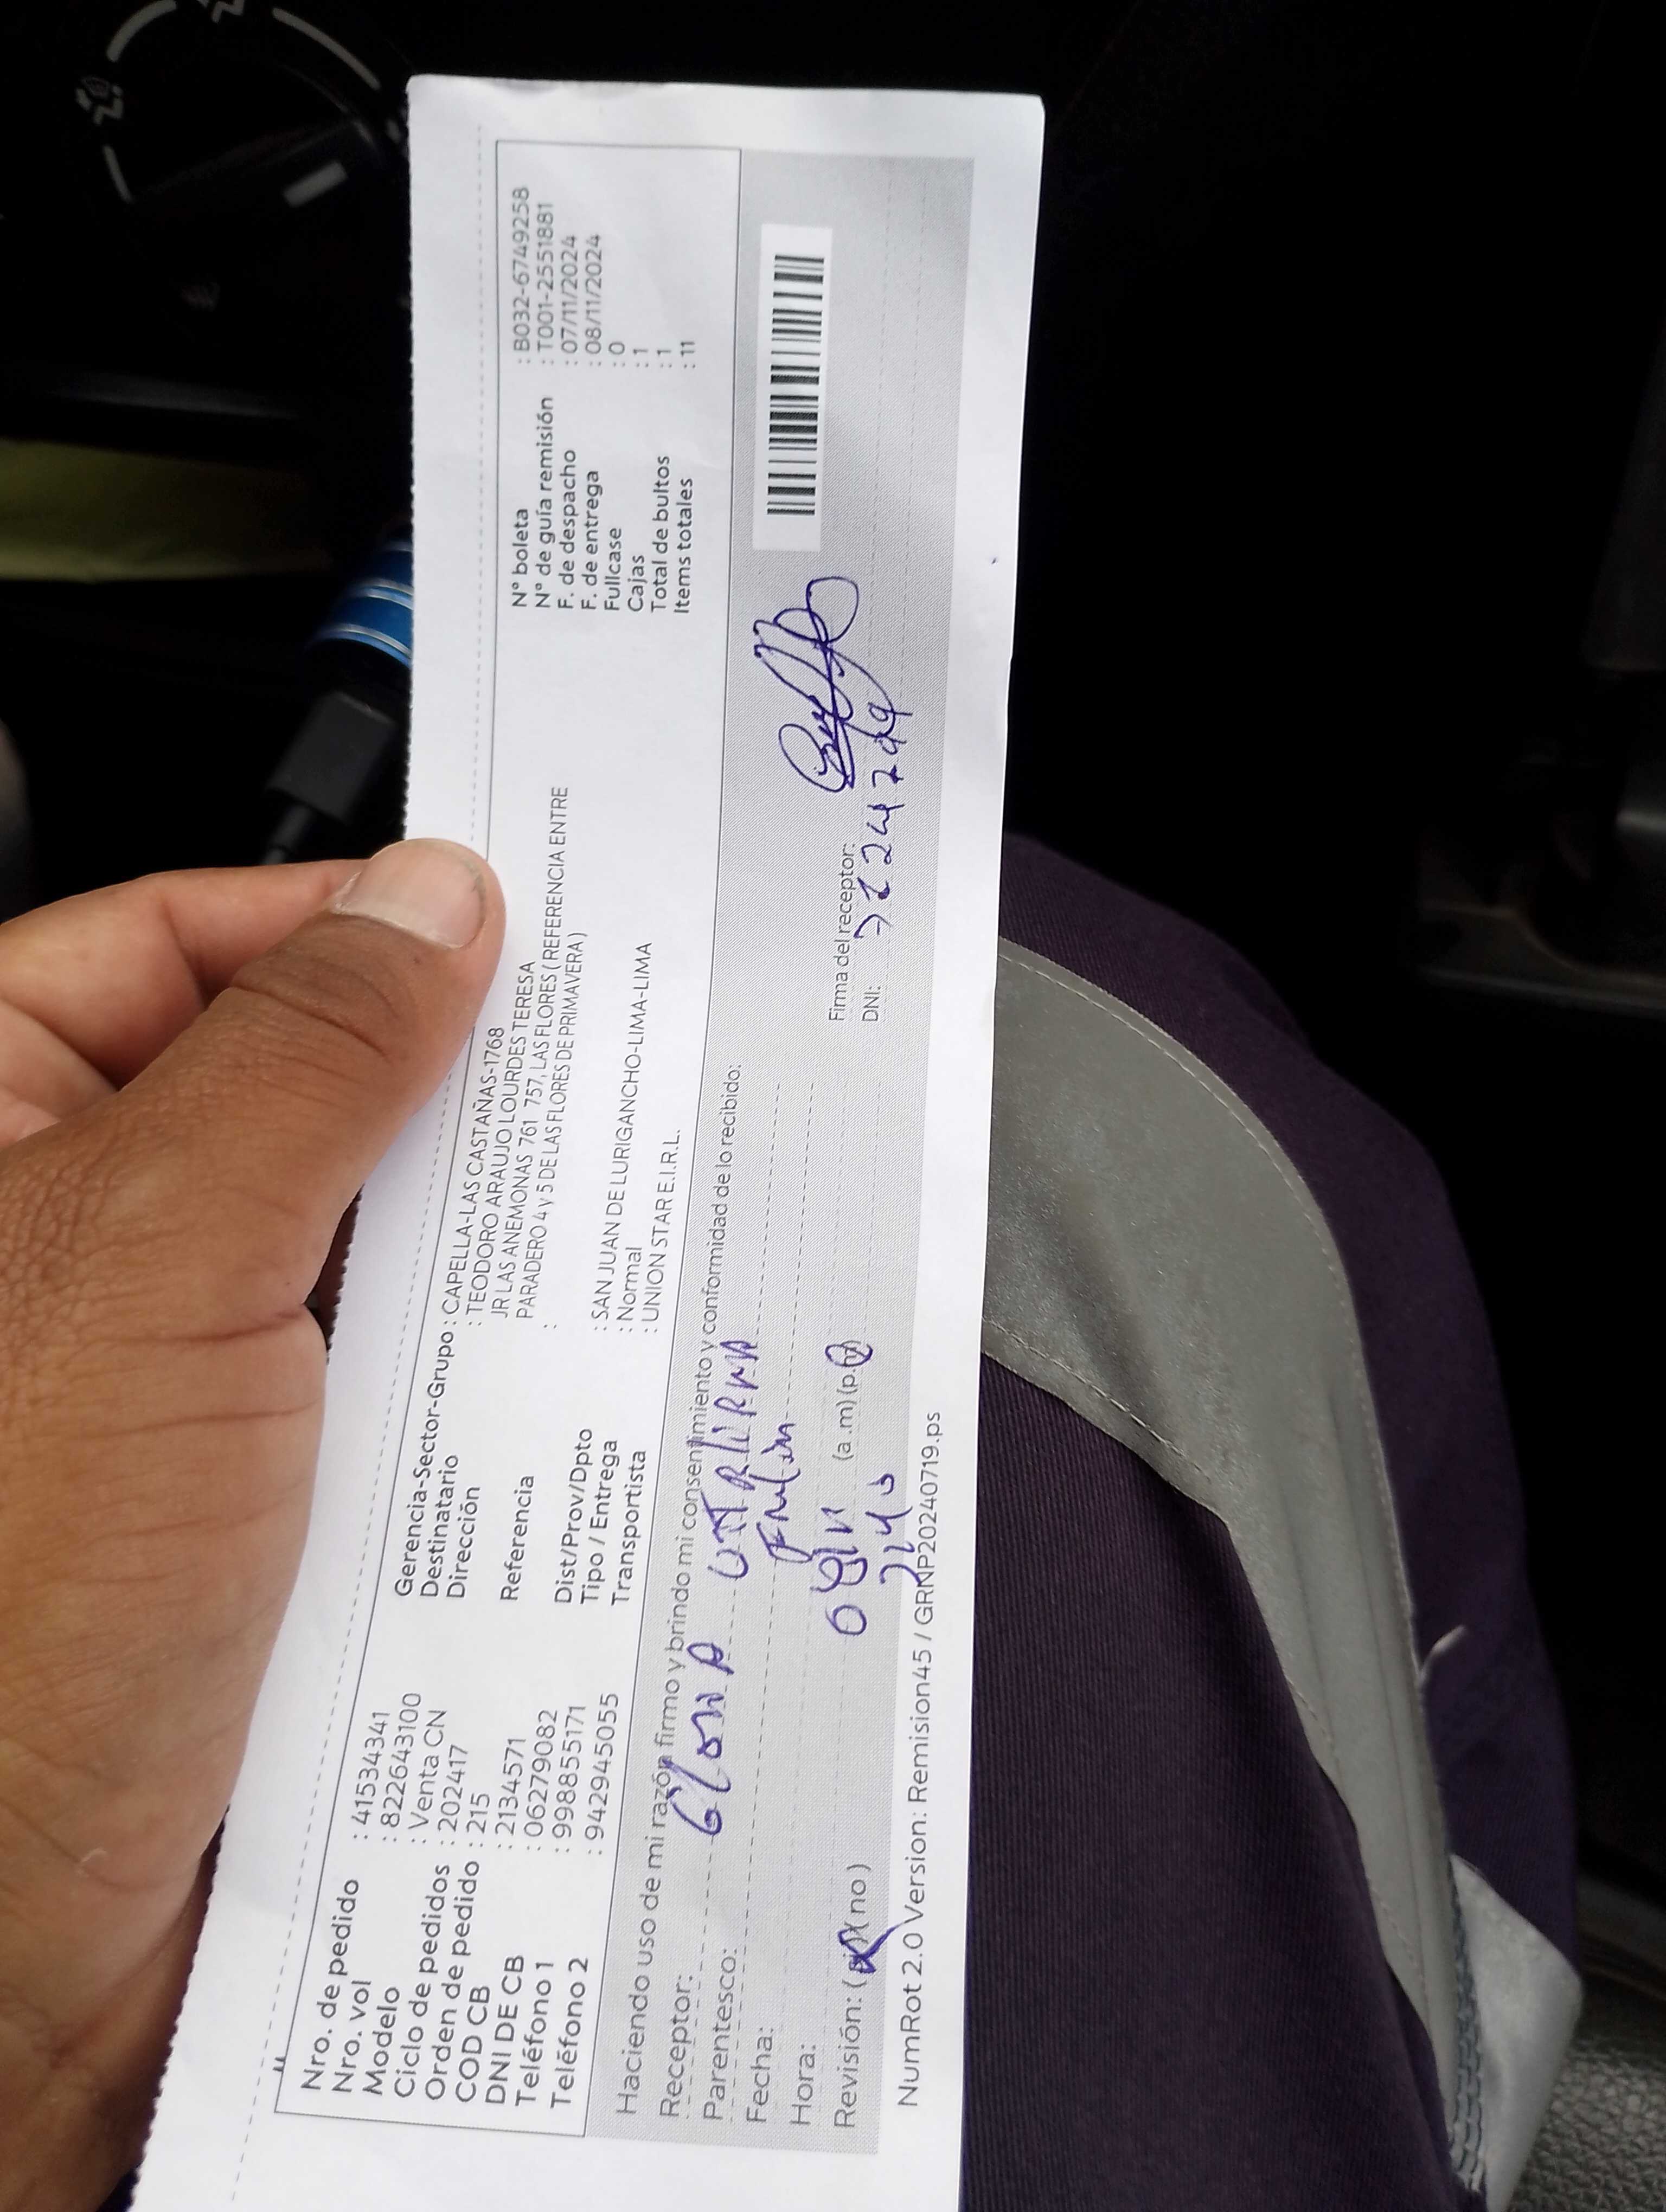 Nro. de pedido : 41534341
Nro. vol : 82264 3100
Modelo : Venta CN
Ciclo de pedidos : 202417
Orden de pedido : 215
COD CB : 2134571
DNI DE CB : 06279082
Teléfono 1 : 998855171
Teléfono 2 : 942945055
Gerencia-Sector-Grupo : CAPELLA-LAS CASTAÑAS-1768
Destinatario : TEODORO ARAUJO LOURDES TERESA
Dirección JR LAS ANEMONAS 761 757, LAS FLORES ( REFERENCIA ENTRE
PARADERO 4 y 5 DE LAS FLORES DE PRIMAVERA )
Referencia :
Dist/Prov/Dpto : SAN JUAN DE LURIGANCHO-LIMA-LIMA
Tipo / Entrega : Normal
Transportista : UNION STAR E.I.R.L.
N° boleta : B032-6749258
N° de guía remisión : T001-2551881
F. de despacho : 07/11/2024
F. de entrega : 08/11/2024
Fullcase : 0
Cajas : 1
Total de bultos : 1
Items totales : 11
Haciendo uso de mi razón firmo y brindo mi consentimiento y conformidad de lo recibido:
Receptor:
Parentesco:
Fecha:
Hora: (a .m) (p.
Revisión: ( no )
Firma del receptor:
DNI:
NumRot 2.0 Version: Remision45 / GRNP20240719.ps